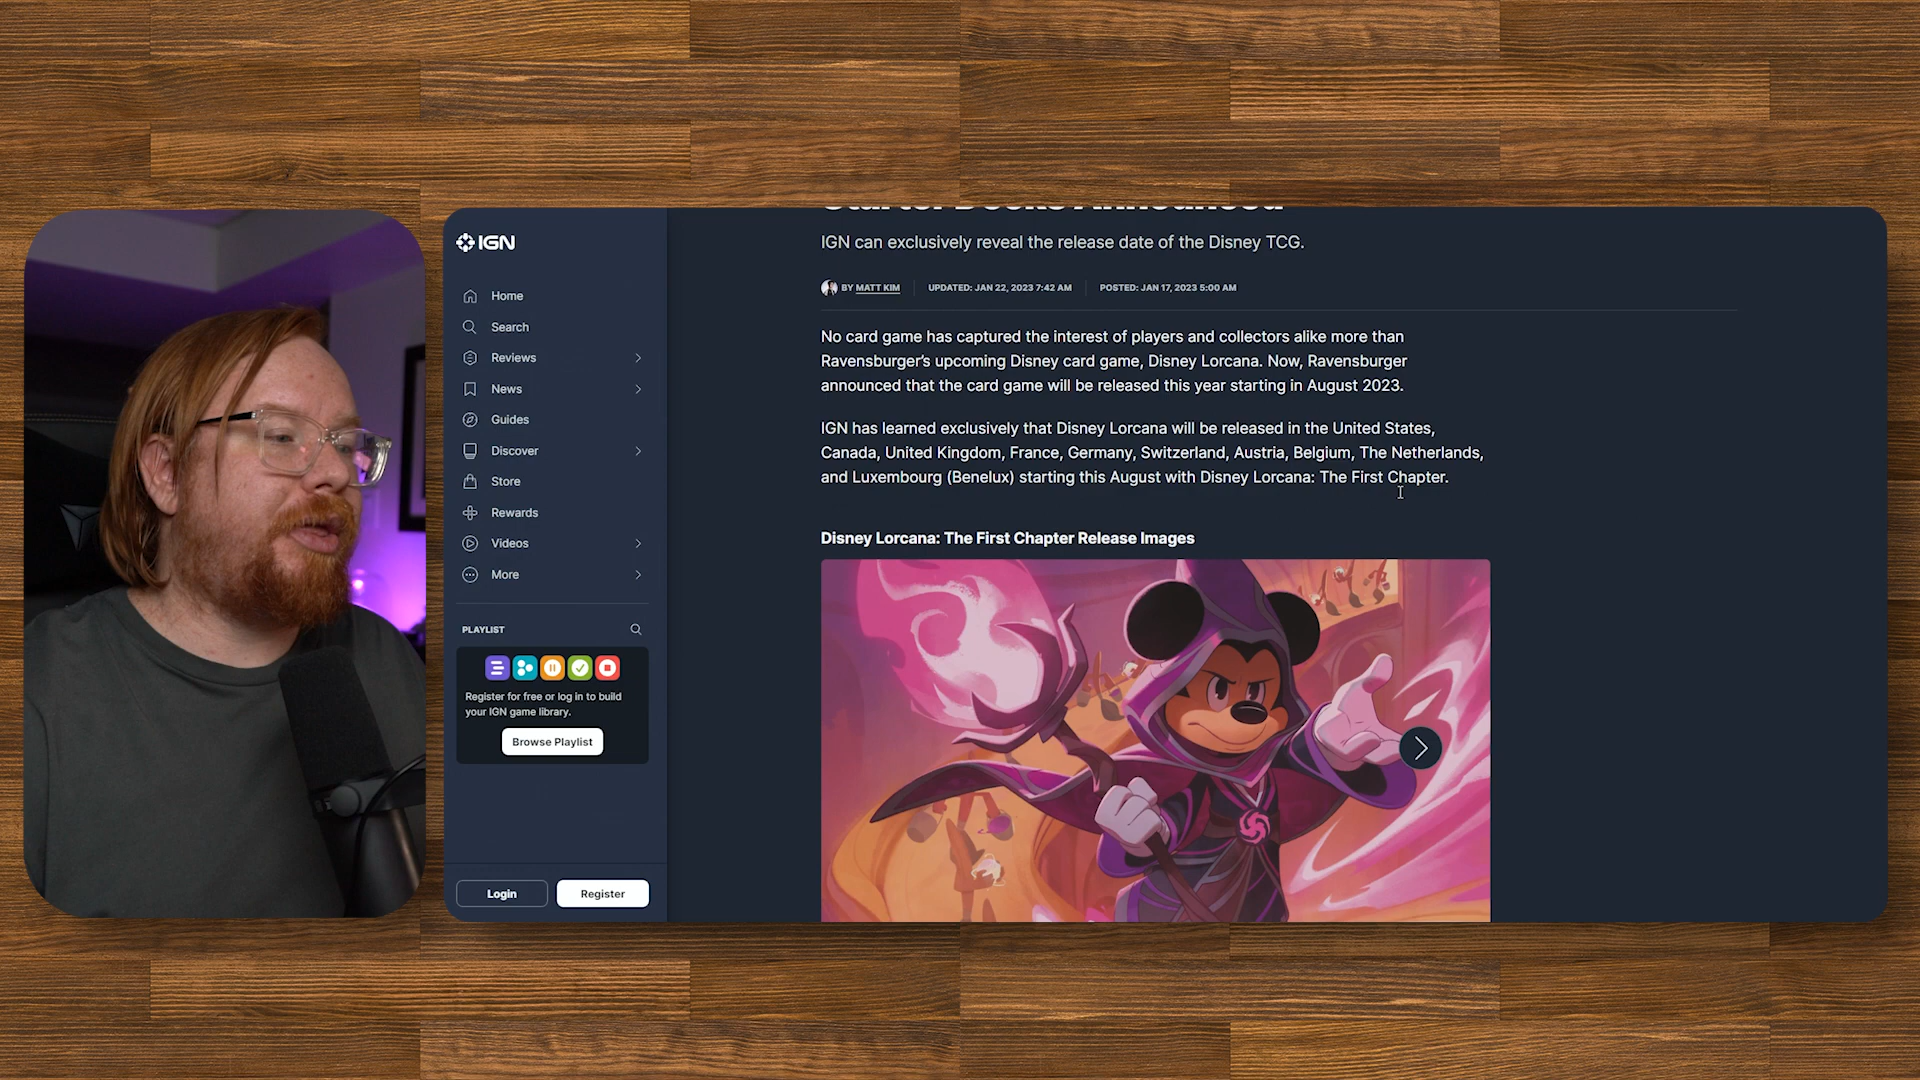 Starter Decks Announced
IGN can exclusively reveal the release date of the Disney TCG.
BY MATT KIM
UPDATED: JAN 22, 2023 7:42 AM
POSTED: JAN 17, 2023 5:00 AM
No card game has captured the interest of players and collectors alike more than
Ravensburger's upcoming Disney card game, Disney Lorcana. Now, Ravensburger
announced that the card game will be released this year starting in August 2023.
IGN has learned exclusively that Disney Lorcana will be released in the United States,
Canada, United Kingdom, France, Germany, Switzerland, Austria, Belgium, The Netherlands,
and Luxembourg (Benelux) starting this August with Disney Lorcana: The First Chapter.
Disney Lorcana: The First Chapter Release Images
IGN
Home
Search
Reviews
News
Guides
Discover
Store
Rewards
Videos
More
PLAYLIST
Register for free or log in to build
your IGN game library.
Browse Playlist
Login
Register